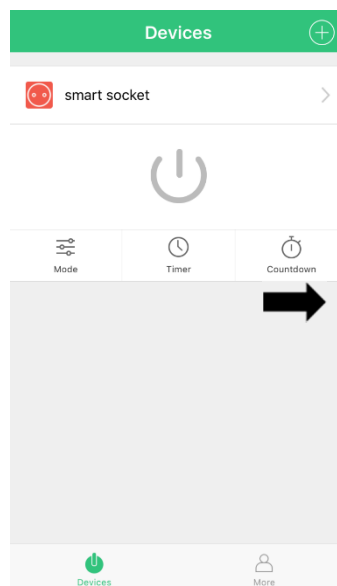 Devices
smart socket
Mode
Timer
Countdown
Devices
More